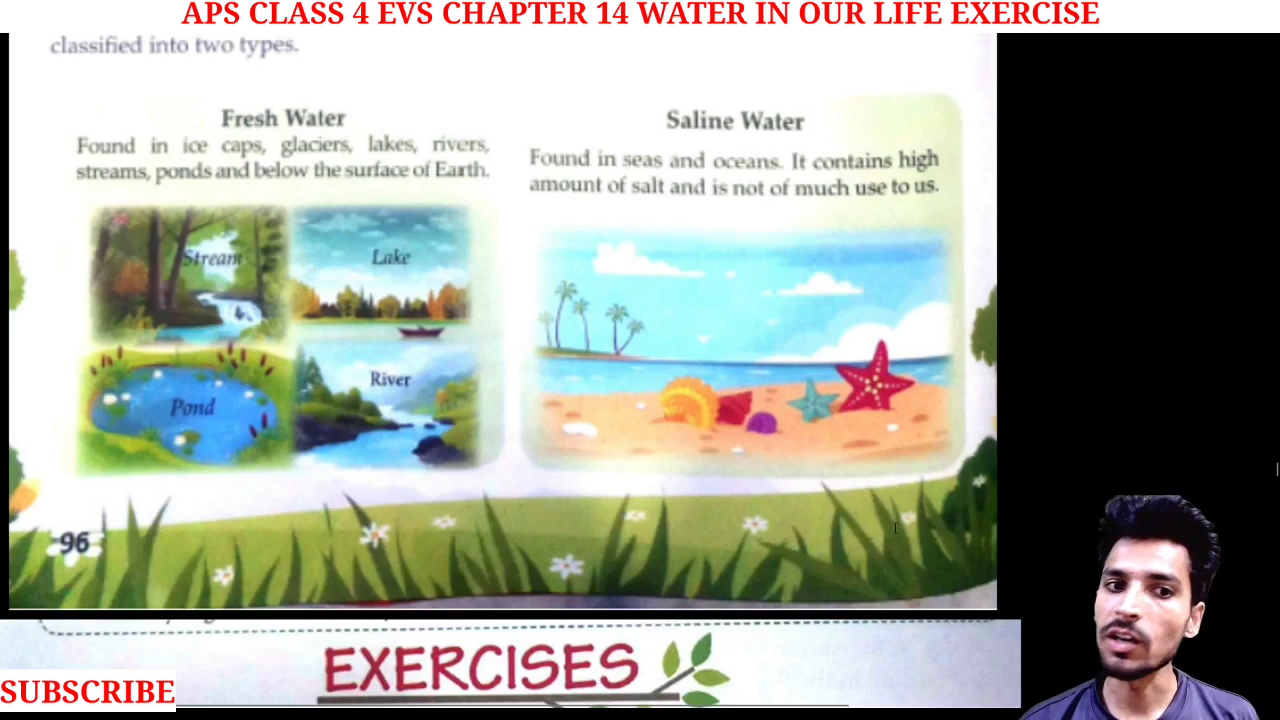 APS CLASS 4 EVS CHAPTER 14 WATER IN OUR LIFE EXERCISE
classified into two types.
Fresh Water
Found in ice caps, glaciers, lakes, rivers,
streams, ponds and below the surface of Earth.
Saline Water
Found in seas and oceans. It contains high
amount of salt and is not of much use to us.
Stream
Lake
Pond
River
96
EXERCISES
SUBSCRIBE